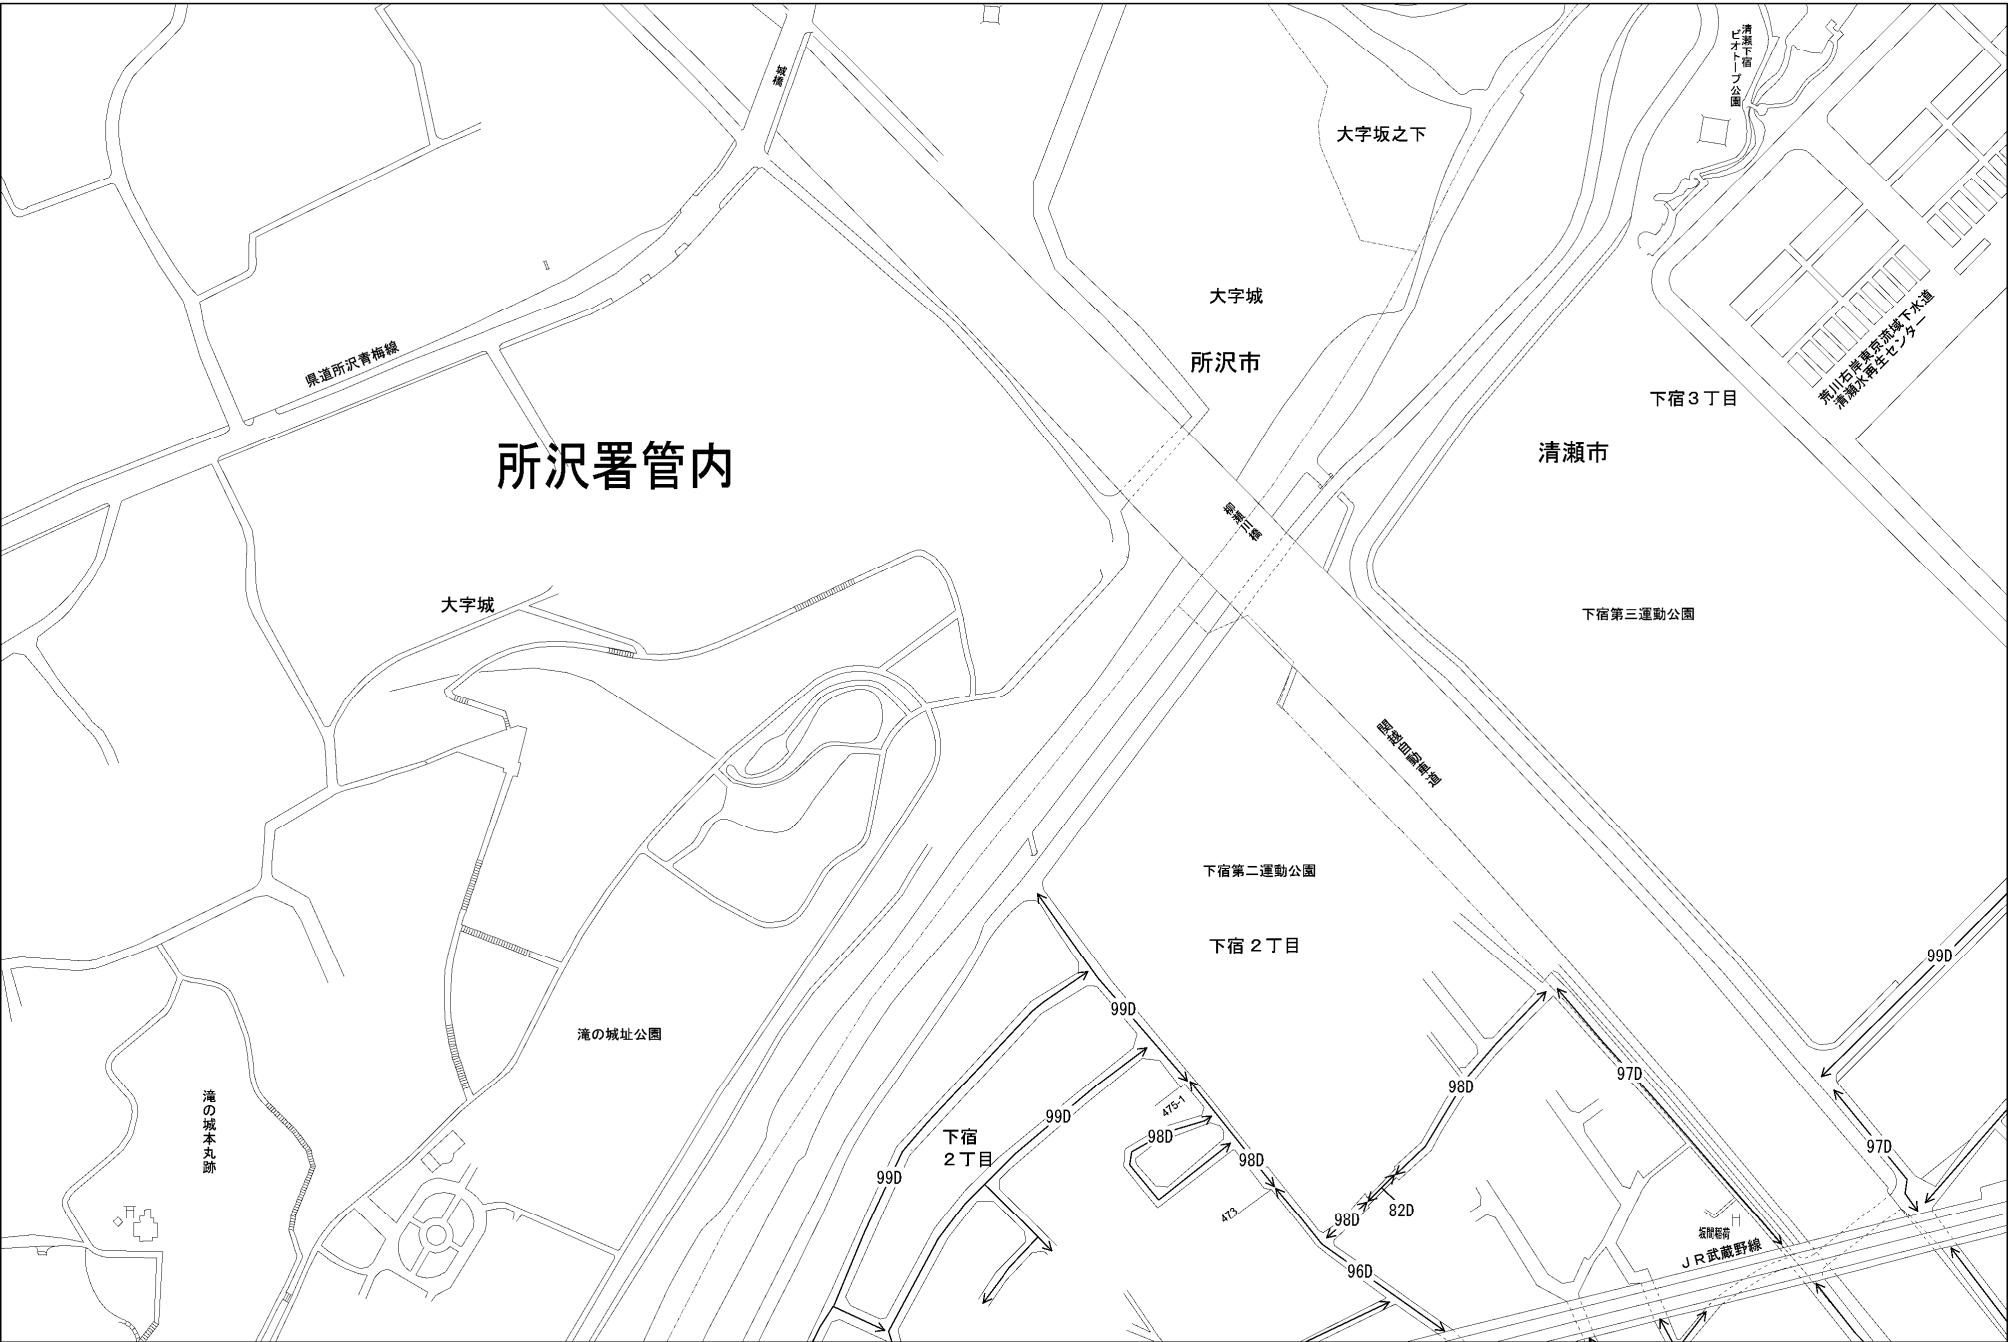 城橋
清瀬下宿
ビオトープ公園
大字坂之下
大字城
県道所沢青梅線
所沢市
荒川右岸東京流域下水道
清瀬水再生センター
下宿3丁目
清瀬市
所沢署管内
柳瀬川橋
大字城
下宿第三運動公園
関越自動車道
下宿第二運動公園
下宿2丁目
99D
99D
滝の城址公園
97D
98D
滝の城本丸跡
475-1
99D
98D
下宿
2丁目
97D
98D
99D
473
98D
82D
坂間稲荷
JR武蔵野線
96D